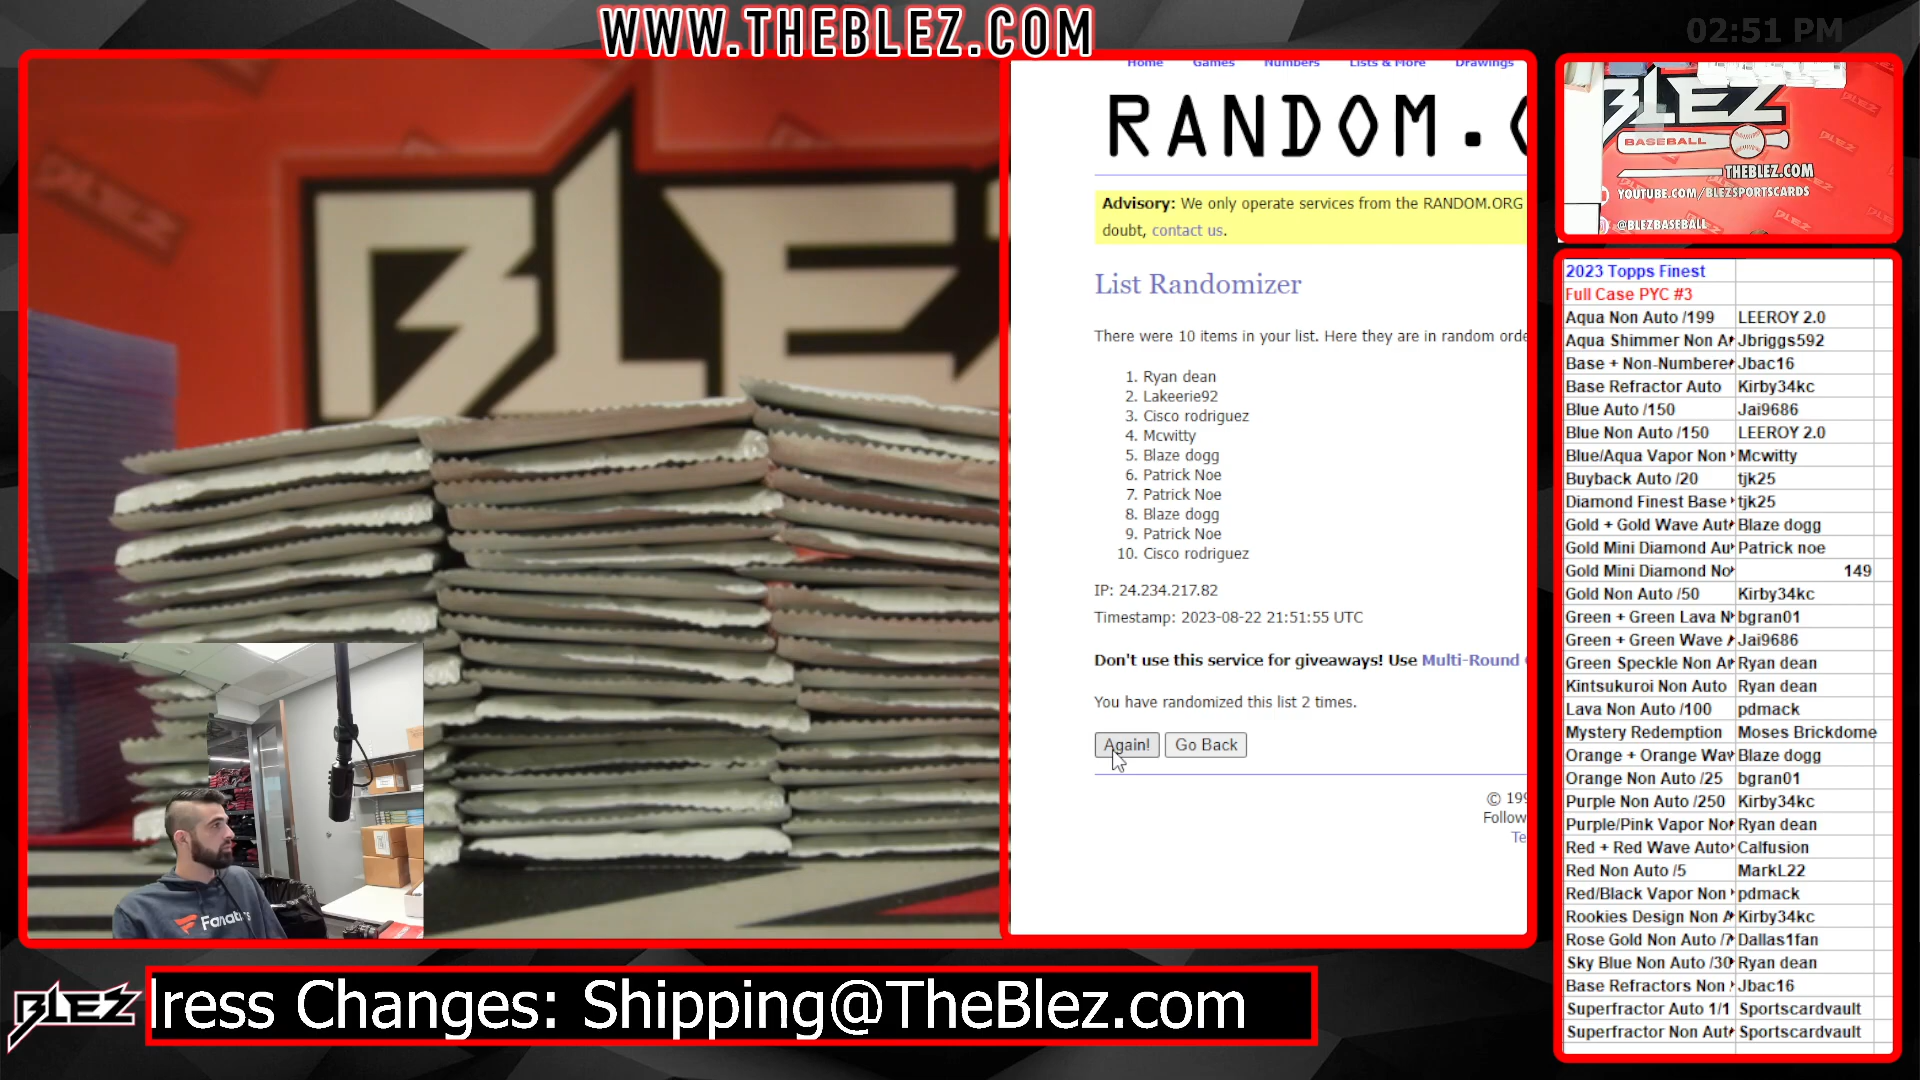 WWW.THEBLEZ.COM
02:51 PM
BLEZ
Home Games Numbers Lists & More Drawings
RANDOM.
Advisory: We only operate services from the RANDOM.ORG
doubt, contact us.
List Randomizer
There were 10 items in your list. Here they are in random orde
1. Ryan dean
2. Lakeerie92
3. Cisco rodriguez
4. Mcwitty
5. Blaze dogg
6. Patrick Noe
7. Patrick Noe
8. Blaze dogg
9. Patrick Noe
10. Cisco rodriguez
IP: 24.234.217.82
Timestamp: 2023-08-22 21:51:55 UTC
Don't use this service for giveaways! Use Multi-Round
You have randomized this list 2 times.
Again! Go Back
© 199
Follow
Te
BLEZ
BASEBALL
THEBLEZ.COM
YOUTUBE.COM/BLEZSPORTSCARDS
@BLEZBASEBALL
2023 Topps Finest
Full Case PYC #3
Aqua Non Auto /199 LEEROY 2.0
Aqua Shimmer Non A Jbriggs592
Base + Non-Numbere Jbac16
Base Refractor Auto Kirby34kc
Blue Auto /150 Jai9686
Blue Non Auto /150 LEEROY 2.0
Blue/Aqua Vapor Non Mcwitty
Buyback Auto /20 tjk25
Diamond Finest Base tjk25
Gold + Gold Wave Aut Blaze dogg
Gold Mini Diamond Au Patrick noe
Gold Mini Diamond No 149
Gold Non Auto /50 Kirby34kc
Green + Green Lava N bgran01
Green + Green Wave Jai9686
Green Speckle Non A Ryan dean
Kintsukuroi Non Auto Ryan dean
Lava Non Auto /100 pdmack
Mystery Redemption Moses Brickdome
Orange + Orange Wav Blaze dogg
Orange Non Auto /25 bgran01
Purple Non Auto /250 Kirby34kc
Purple/Pink Vapor No Ryan dean
Red + Red Wave Auto Calfusion
Red Non Auto /5 MarkL22
Red/Black Vapor Non pdmack
Rookies Design Non A Kirby34kc
Rose Gold Non Auto /7 Dallas1fan
Sky Blue Non Auto /30 Ryan dean
Base Refractors Non Jbac16
Superfractor Auto 1/1 Sportscardvault
Superfractor Non Aut Sportscardvault
Fanatics
BLEZ
lress Changes: Shipping@TheBlez.com